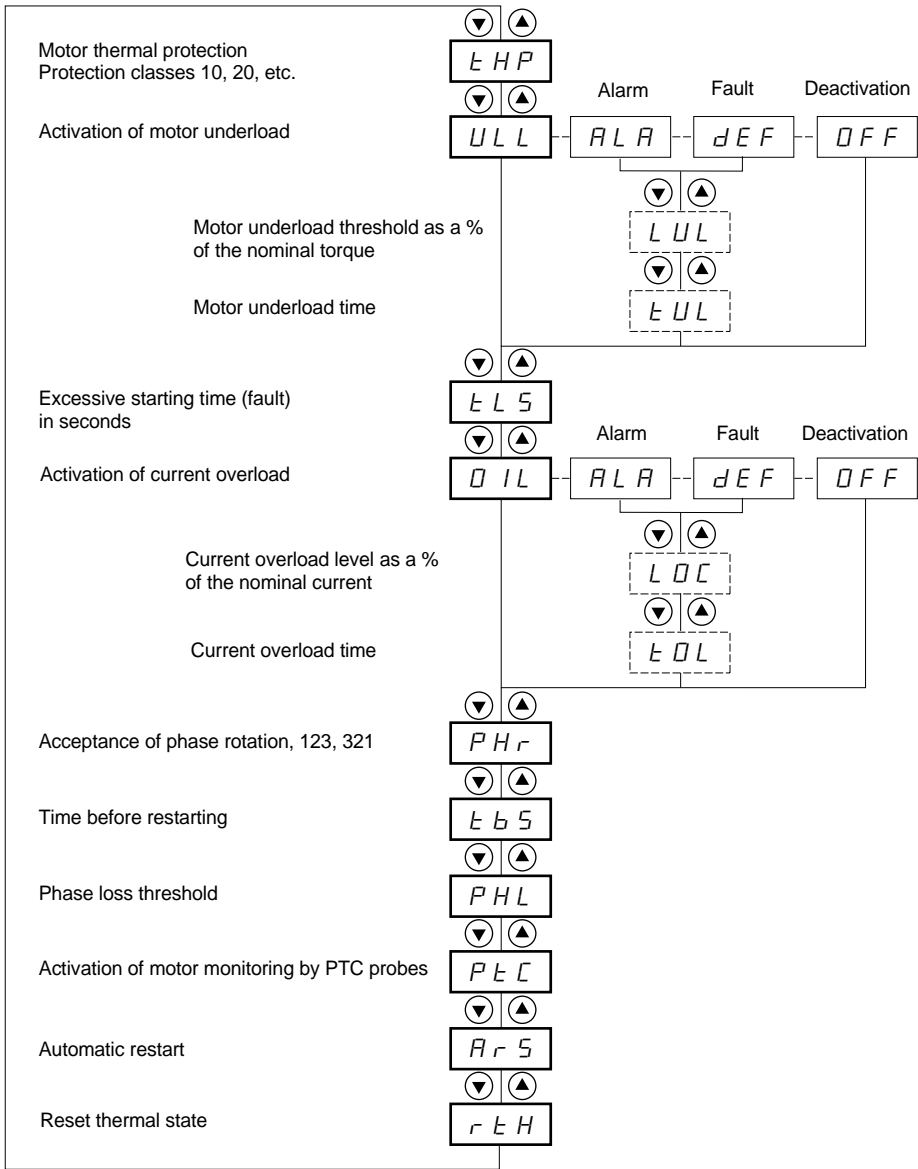 Motor thermal protection
Protection classes 10, 20, etc.
tHP
Alarm
Fault
Deactivation
Activation of motor underload
ULL
ALA
dEF
OFF
Motor underload threshold as a %
of the nominal torque
LUL
Motor underload time
tUL
Excessive starting time (fault)
in seconds
tLS
Alarm
Fault
Deactivation
Activation of current overload
OIL
ALA
dEF
OFF
Current overload level as a %
of the nominal current
LOC
Current overload time
tOL
Acceptance of phase rotation, 123, 321
PHr
Time before restarting
tbS
Phase loss threshold
PHL
Activation of motor monitoring by PTC probes
PtC
Automatic restart
ArS
Reset thermal state
rtH